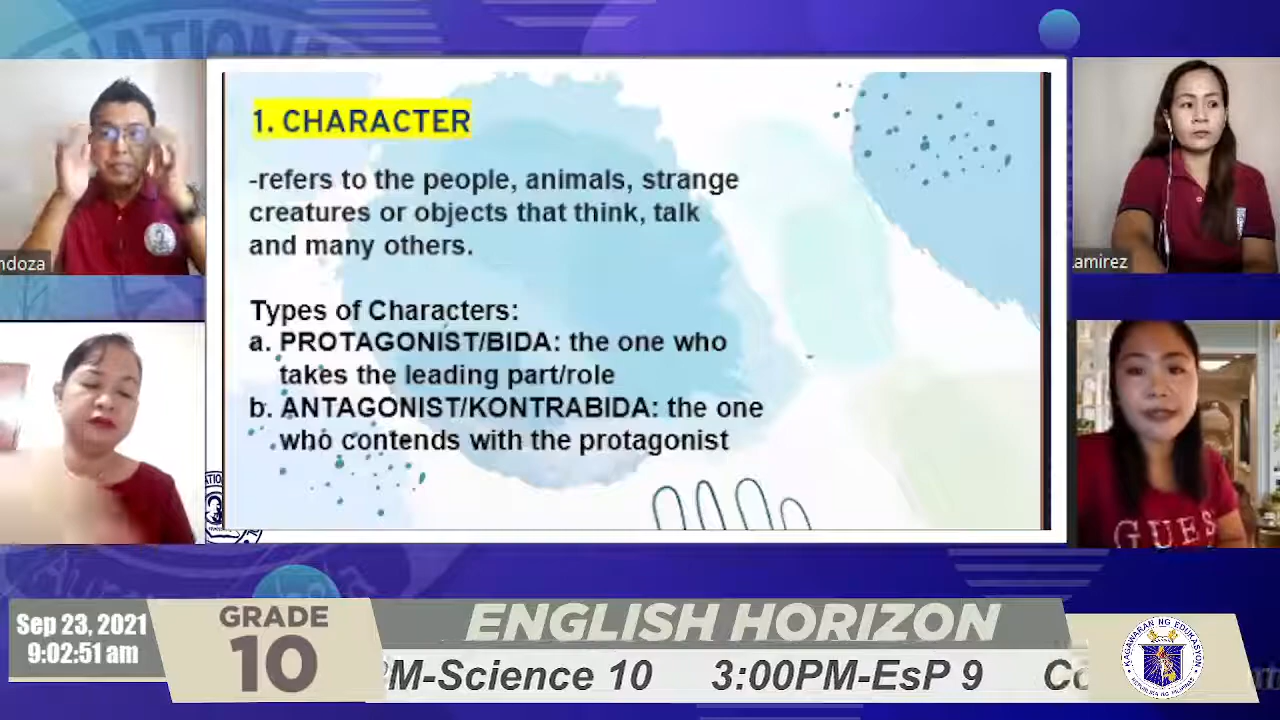 1. CHARACTER
-refers to the people, animals, strange
creatures or objects that think, talk
and many others.
Types of Characters:
a. PROTAGONIST/BIDA: the one who
takes the leading part/role
b. ANTAGONIST/KONTRABIDA: the one
who contends with the protagonist
ndoza
amirez
GUES
Sep 23, 2021
9:02:51 am
GRADE
10
ENGLISH HORIZON
M-Science 10 3:00PM-EsP 9 Co
KAGAWARAN NG EDUKASYON